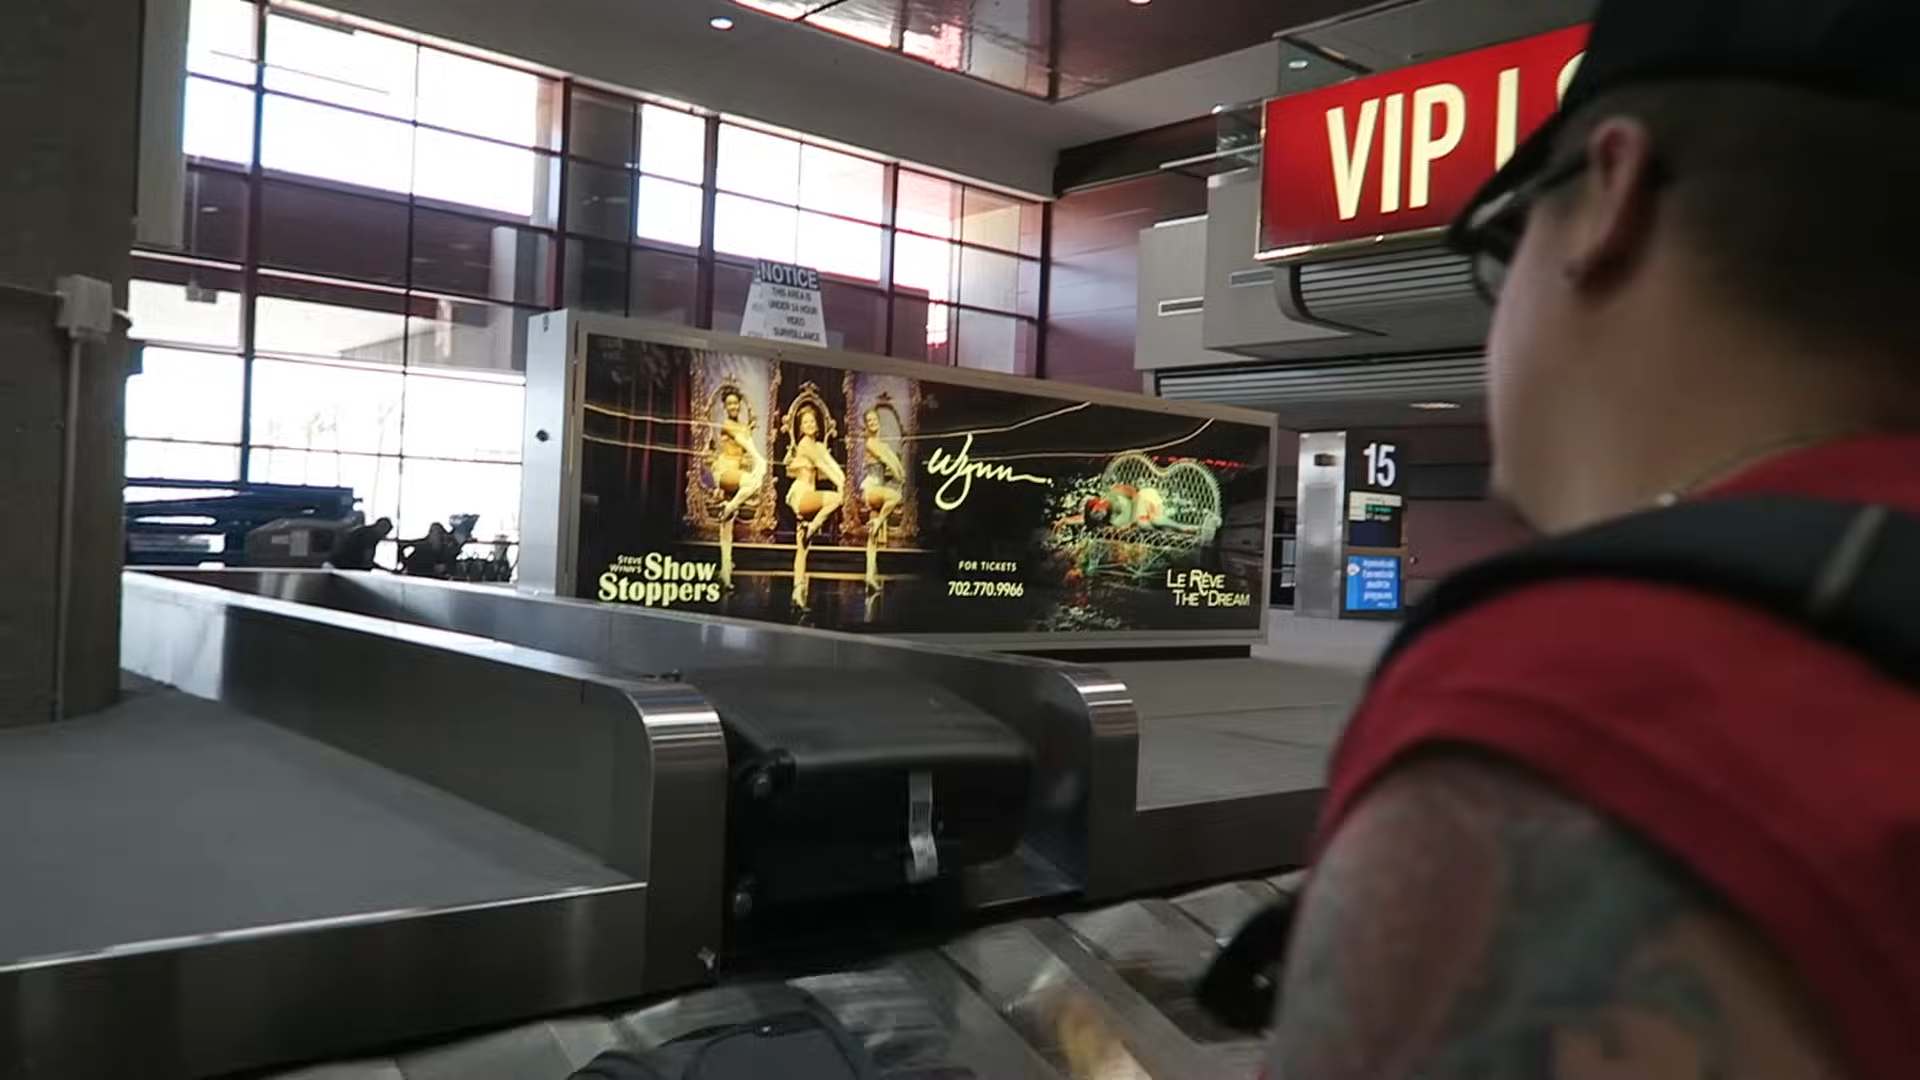 VIP
NOTICE
THIS AREA IS
UNDER 24 HOUR
VIDEO
SURVEILLANCE
15
Wynn
STEVE
WYNN'S
Show
Stoppers
FOR TICKETS
702.770.9966
LE RÊVE
THE DREAM